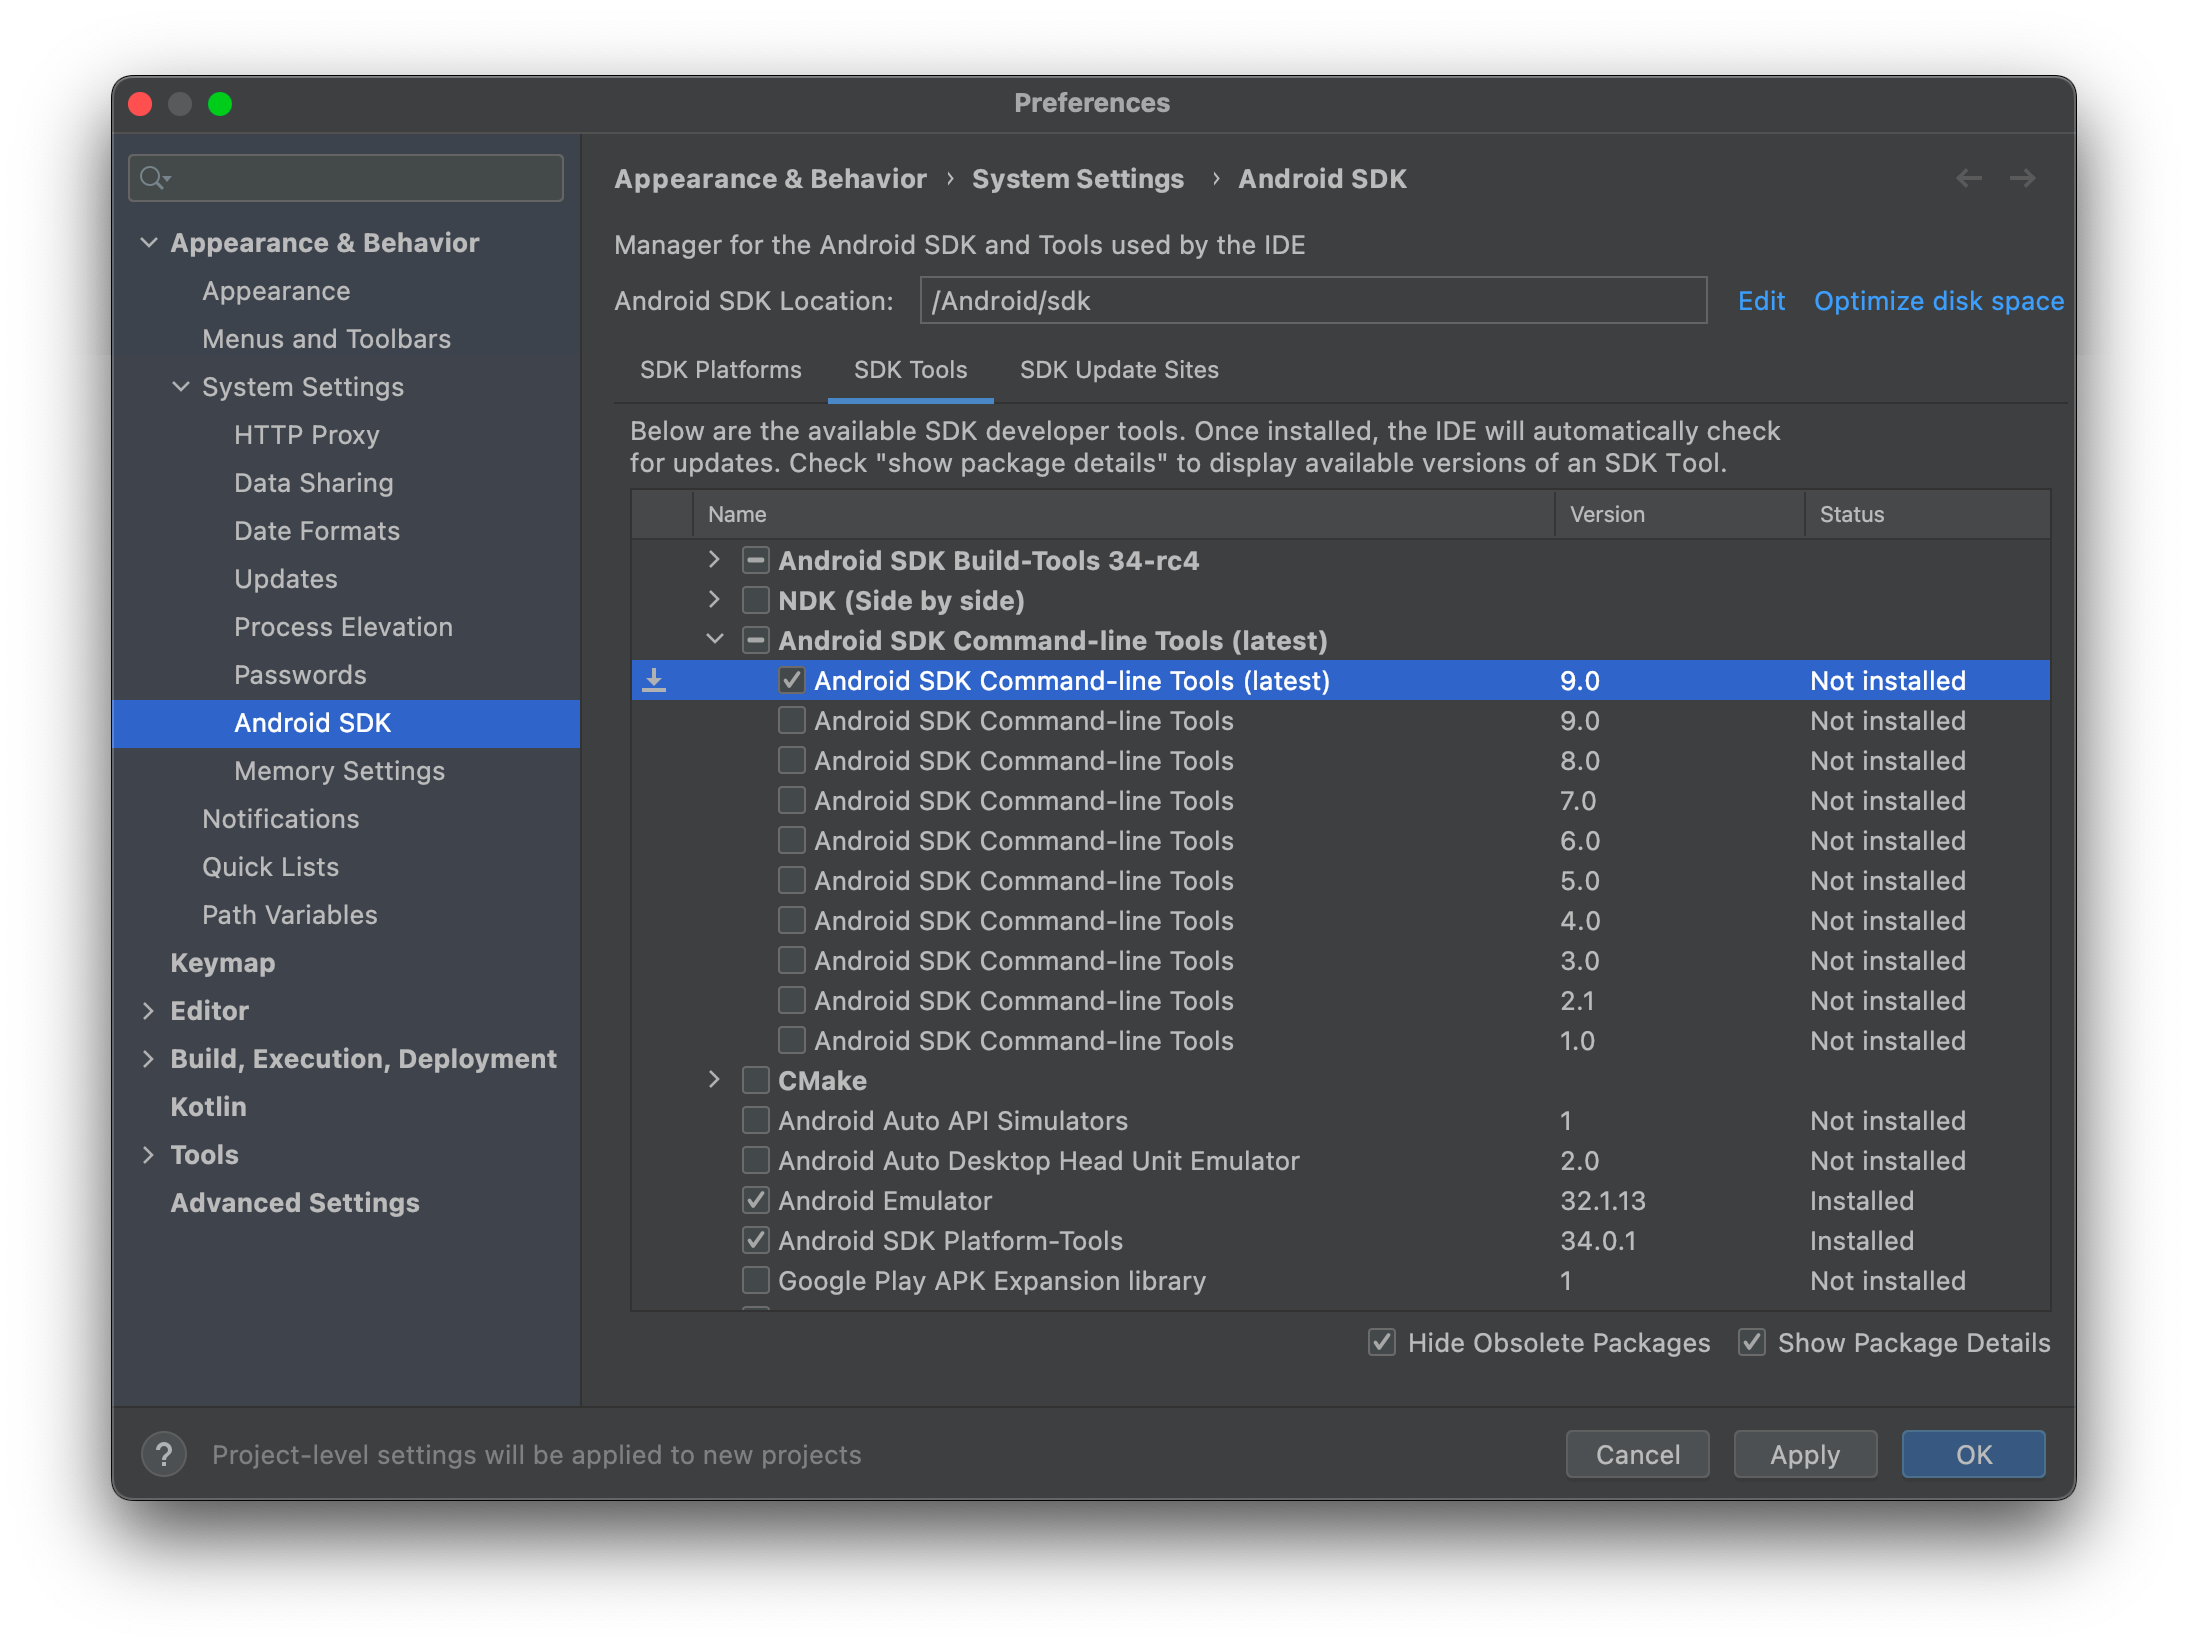 Preferences
Appearance & Behavior
Appearance
Menus and Toolbars
System Settings
HTTP Proxy
Data Sharing
Date Formats
Updates
Process Elevation
Passwords
Android SDK
Memory Settings
Notifications
Quick Lists
Path Variables
Keymap
Editor
Build, Execution, Deployment
Kotlin
Tools
Advanced Settings
Appearance & Behavior › System Settings › Android SDK
Manager for the Android SDK and Tools used by the IDE
Android SDK Location: /Android/sdk Edit Optimize disk space
SDK Platforms SDK Tools SDK Update Sites
Below are the available SDK developer tools. Once installed, the IDE will automatically check
for updates. Check "show package details" to display available versions of an SDK Tool.
Name Version Status
Android SDK Build-Tools 34-rc4
NDK (Side by side)
Android SDK Command-line Tools (latest)
Android SDK Command-line Tools (latest) 9.0 Not installed
Android SDK Command-line Tools 9.0 Not installed
Android SDK Command-line Tools 8.0 Not installed
Android SDK Command-line Tools 7.0 Not installed
Android SDK Command-line Tools 6.0 Not installed
Android SDK Command-line Tools 5.0 Not installed
Android SDK Command-line Tools 4.0 Not installed
Android SDK Command-line Tools 3.0 Not installed
Android SDK Command-line Tools 2.1 Not installed
Android SDK Command-line Tools 1.0 Not installed
CMake
Android Auto API Simulators 1 Not installed
Android Auto Desktop Head Unit Emulator 2.0 Not installed
Android Emulator 32.1.13 Installed
Android SDK Platform-Tools 34.0.1 Installed
Google Play APK Expansion library 1 Not installed
Hide Obsolete Packages Show Package Details
? Project-level settings will be applied to new projects
Cancel Apply OK